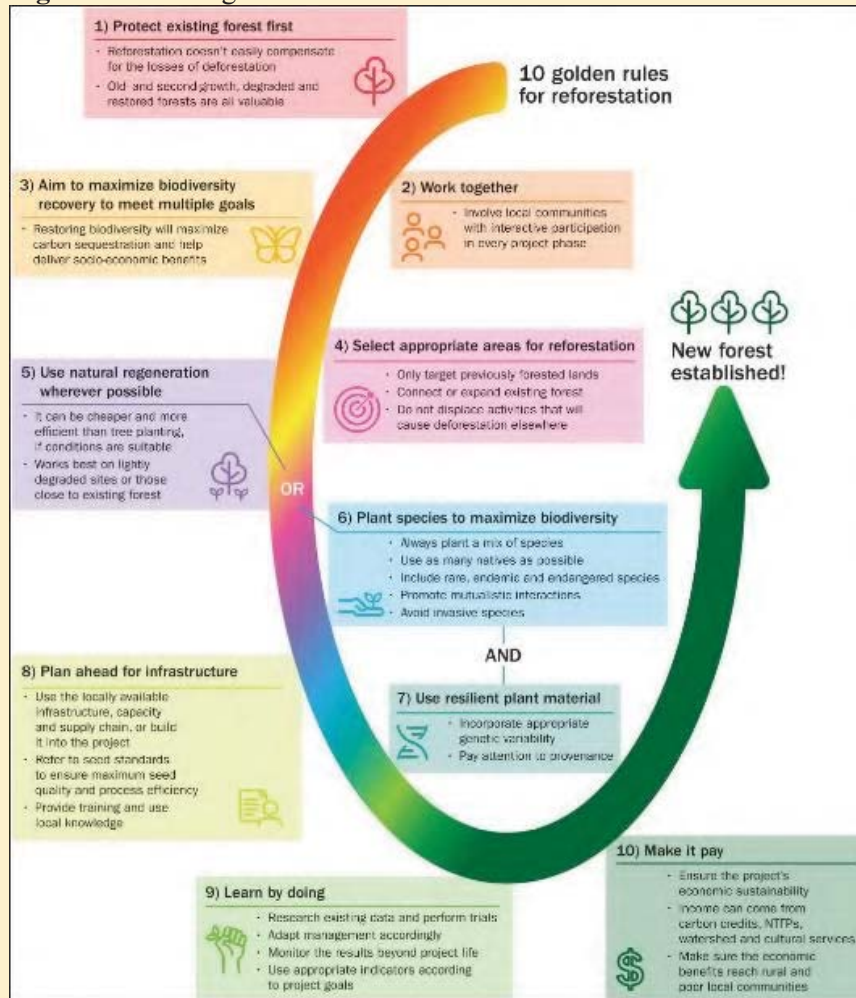 1) Protect existing forest first
· Reforestation doesn't easily compensate
for the losses of deforestation
· Old- and second growth, degraded and
restored forests are all valuable
10 golden rules
for reforestation
2) Work together
· Involve local communities
with interactive participation
in every project phase
3) Aim to maximize biodiversity
recovery to meet multiple goals
· Restoring biodiversity will maximize
carbon sequestration and help
deliver socio-economic benefits
4) Select appropriate areas for reforestation
· Only target previously forested lands
· Connect or expand existing forest
· Do not displace activities that will
cause deforestation elsewhere
New forest
established!
5) Use natural regeneration
wherever possible
· It can be cheaper and more
efficient than tree planting,
if conditions are suitable
· Works best on lightly
degraded sites or those
close to existing forest
OR
6) Plant species to maximize biodiversity
· Always plant a mix of species
· Use as many natives as possible
· Include rare, endemic and endangered species
· Promote mutualistic interactions
· Avoid invasive species
AND
7) Use resilient plant material
· Incorporate appropriate
genetic variability
· Pay attention to provenance
8) Plan ahead for infrastructure
· Use the locally available
infrastructure, capacity
and supply chain, or build
it into the project
· Refer to seed standards
to ensure maximum seed
quality and process efficiency
· Provide training and use
local knowledge
9) Learn by doing
· Research existing data and perform trials
· Adapt management accordingly
· Monitor the results beyond project life
· Use appropriate indicators according
to project goals
10) Make it pay
· Ensure the project's
economic sustainability
· Income can come from
carbon credits, NTFPs,
watershed and cultural services
· Make sure the economic
benefits reach rural and
poor local communities